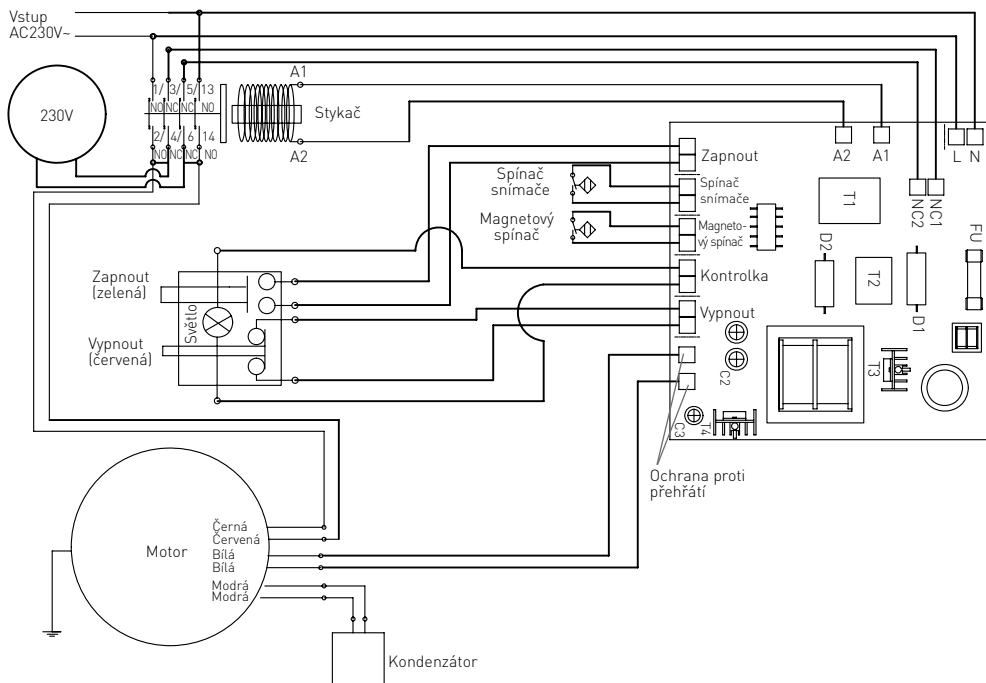 Vstup
AC230V~
230V
1/ 3/ 5/ 13
NO NC NC NO
2/ 4/ 6 14
NO NC NC NO
A1
Stykač
A2
Zapnout
(zelená)
Vypnout
(červená)
Světlo
Spínač
snímače
Magnetový
spínač
Zapnout
Spínač
snímače
Magneto-
vý spínač
Kontrolka
Vypnout
A2
A1
L
N
NC2
NC1
T1
FU
D2
T2
D1
C2
T3
C3
T4
Ochrana proti
přehřátí
Motor
Černá
Červená
Bílá
Bílá
Modrá
Modrá
Kondenzátor